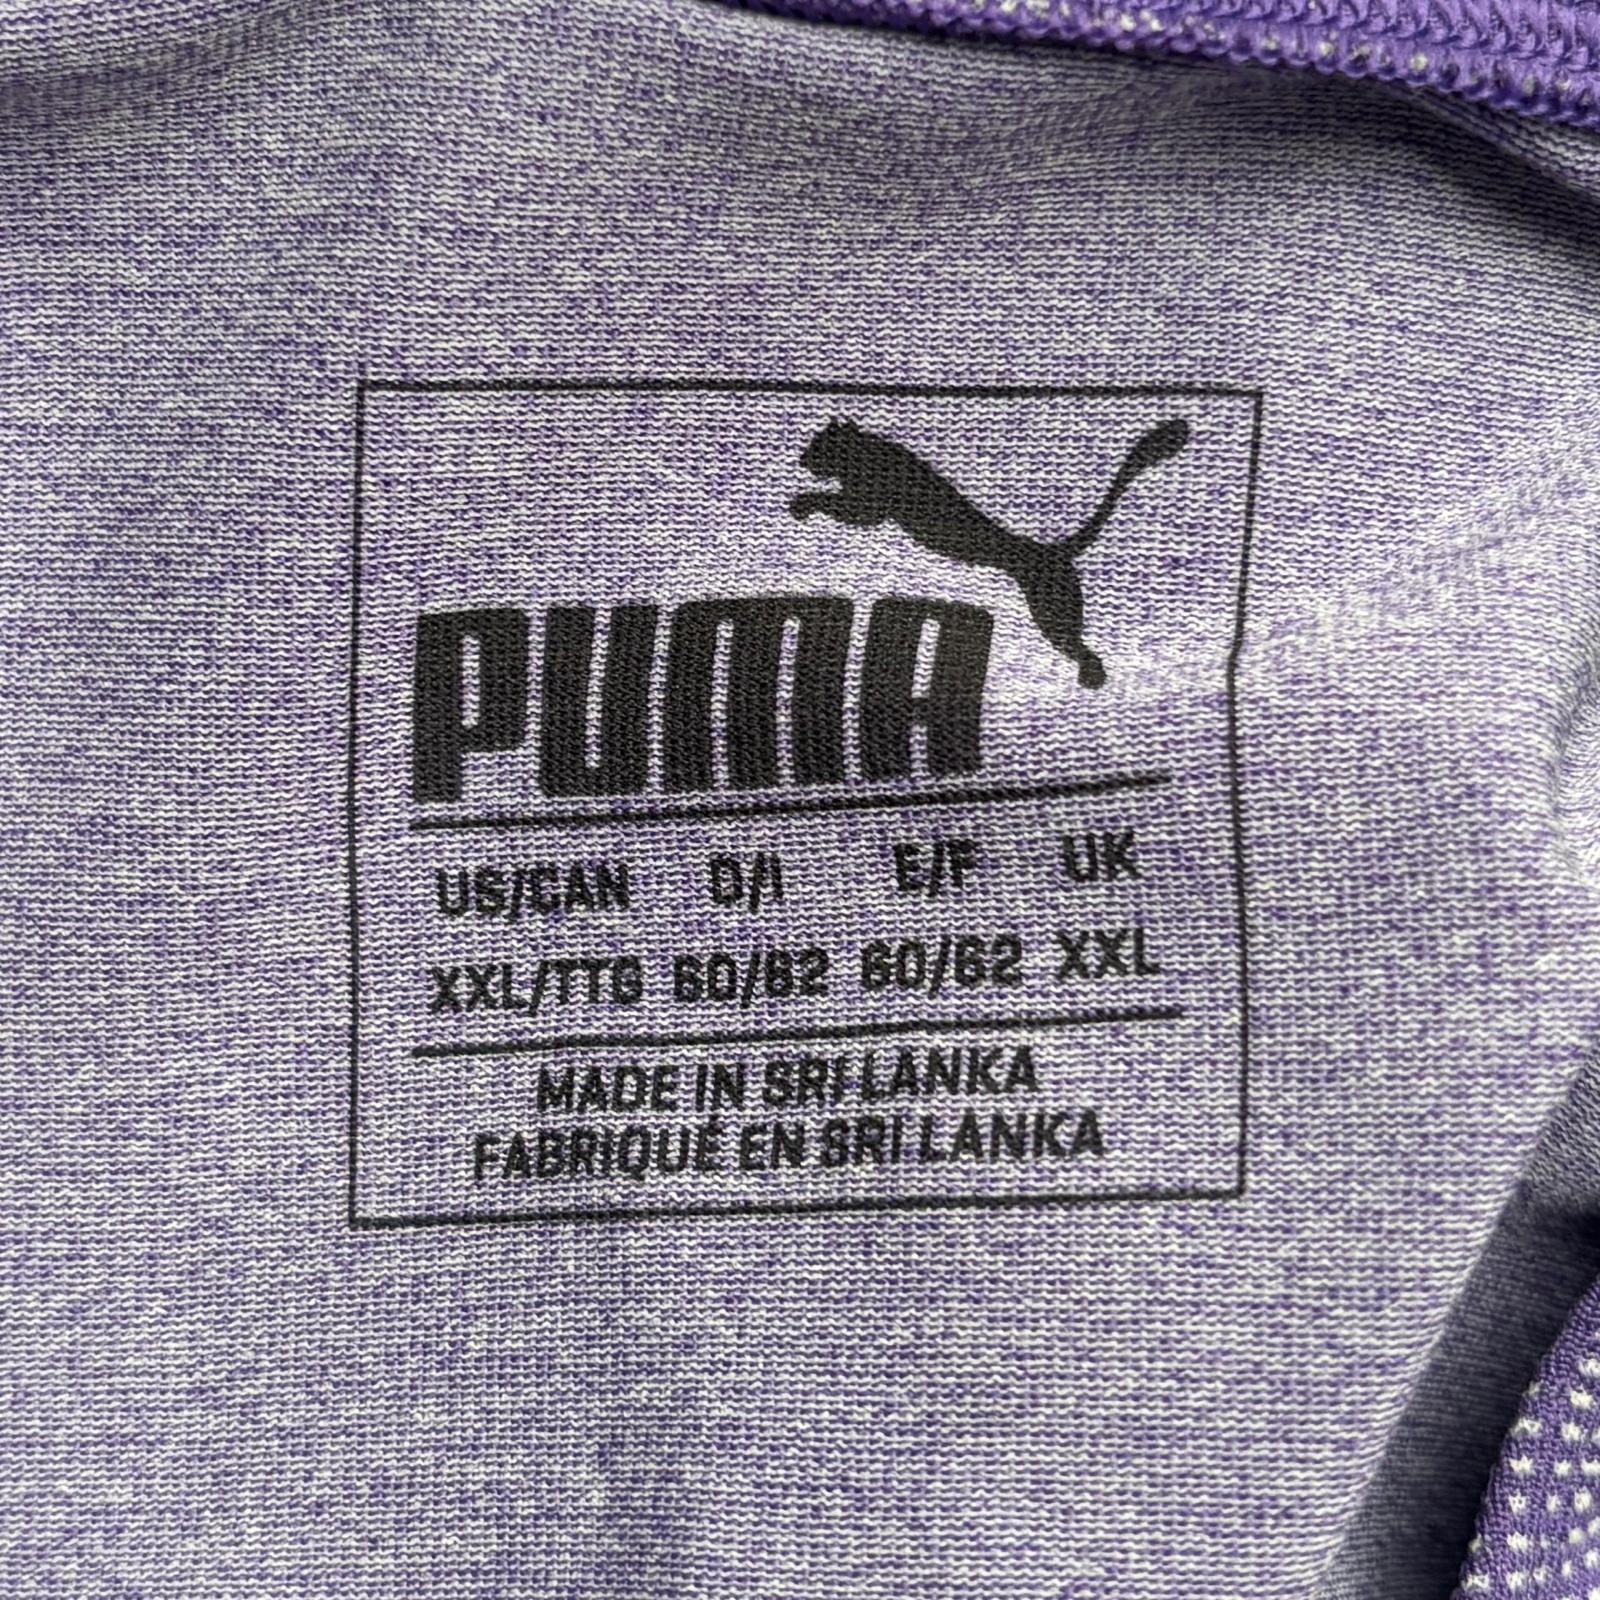 PUMA
US/CAN D/I E/F UK
XXL/TTG 60/62 60/62 XXL
MADE IN SRI LANKA
FABRIQUÉ EN SRI LANKA